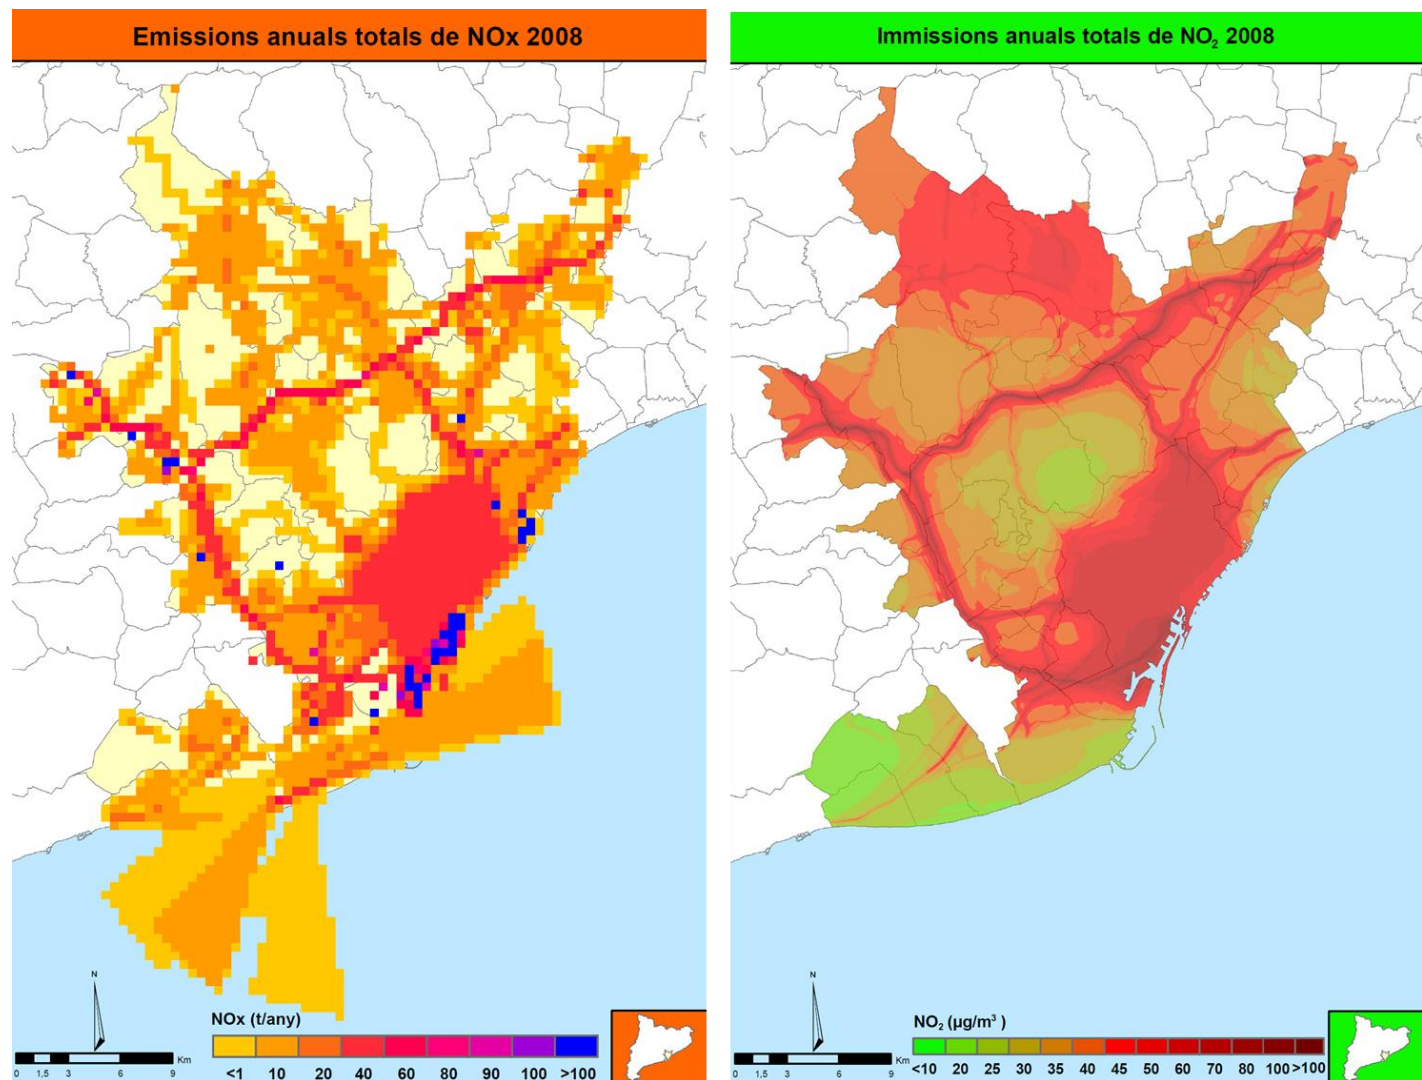 Emissions anuals totals de NOx 2008
N
NOx (t/any)
<1 10 20 40 60 80 90 100 >100
0 1,5 3 6 9 Km
Immissions anuals totals de NO₂ 2008
N
NO₂ (µg/m³ )
<10 20 25 30 35 40 45 50 60 70 80 100 >100
0 1,5 3 6 9 Km